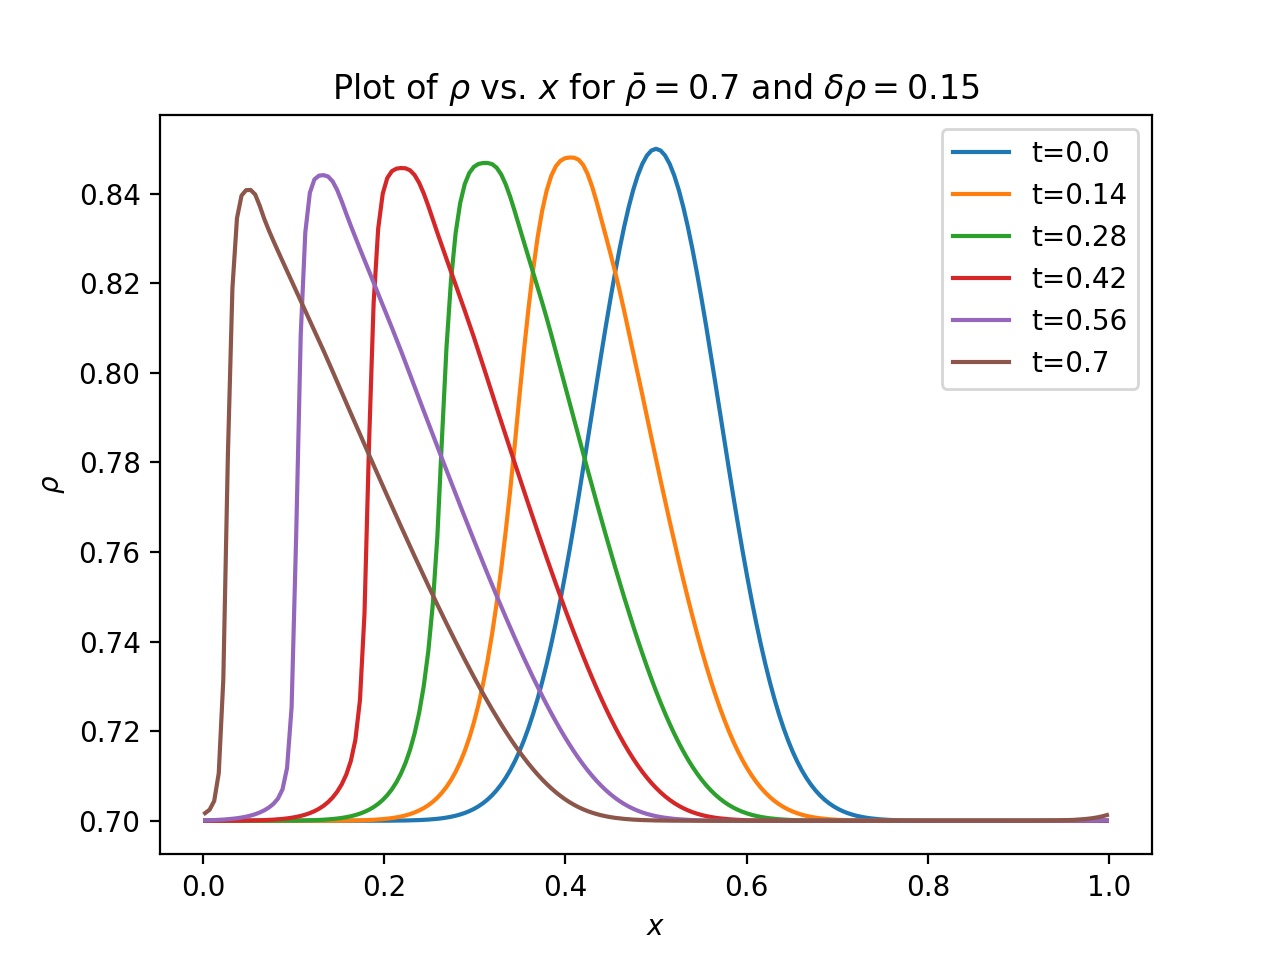 Plot of ρ vs. x for ρ̄ = 0.7 and δρ = 0.15
t=0.0
t=0.14
t=0.28
t=0.42
t=0.56
t=0.7
0.84
0.82
0.80
0.78
0.76
0.74
0.72
0.70
ρ
0.0 0.2 0.4 0.6 0.8 1.0
x